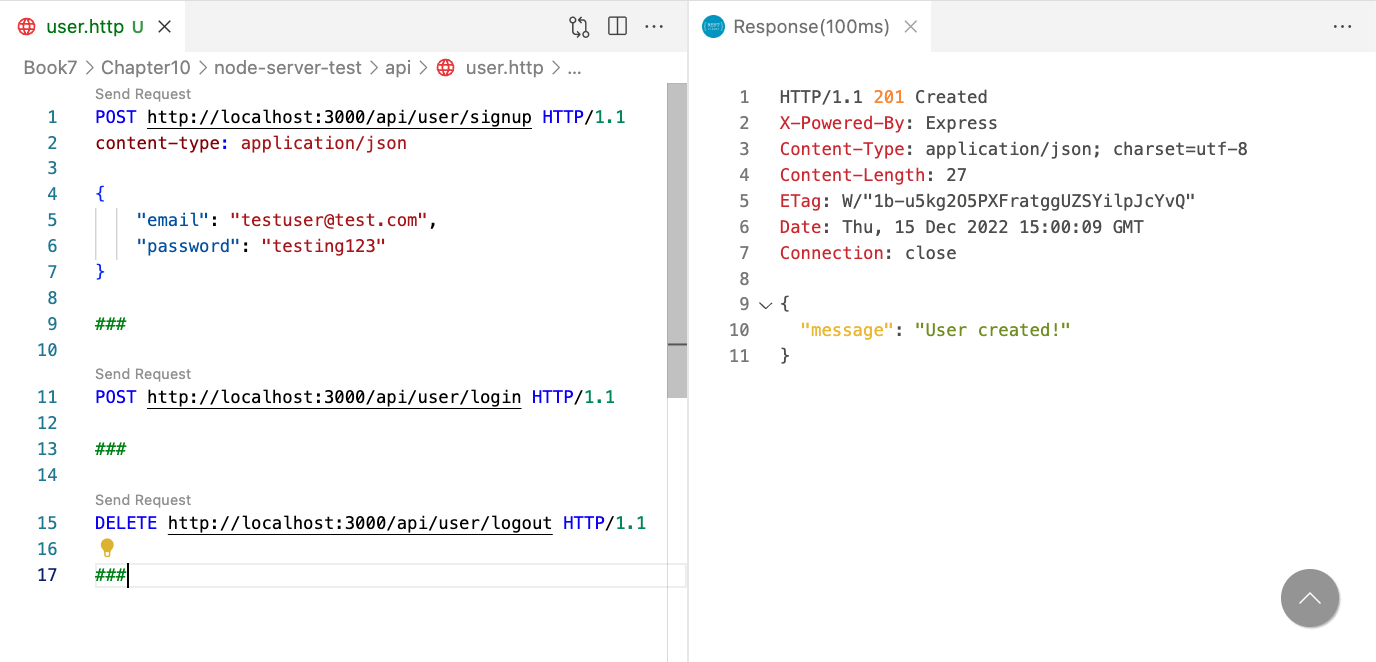 user.http U
Book7 > Chapter10 > node-server-test > api > user.http > ...
Send Request
1 POST http://localhost:3000/api/user/signup HTTP/1.1
2 content-type: application/json
3
4 {
5 "email": "testuser@test.com",
6 "password": "testing123"
7 }
8
9 ###
10
Send Request
11 POST http://localhost:3000/api/user/login HTTP/1.1
12
13 ###
14
Send Request
15 DELETE http://localhost:3000/api/user/logout HTTP/1.1
16
17 ###
Response(100ms)
1 HTTP/1.1 201 Created
2 X-Powered-By: Express
3 Content-Type: application/json; charset=utf-8
4 Content-Length: 27
5 ETag: W/"1b-u5kg2O5PXFratggUZSYilpJcYvQ"
6 Date: Thu, 15 Dec 2022 15:00:09 GMT
7 Connection: close
8
9 {
10 "message": "User created!"
11 }